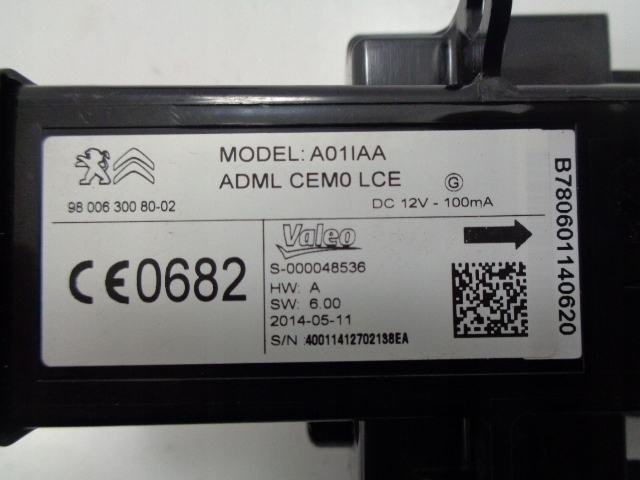 MODEL: A01IAA
ADML CEM0 LCE G
98 006 300 80-02
DC 12V - 100mA
Valeo
CE0682
S-000048536
HW: A
SW: 6.00
2014-05-11
S/N: 40011412702138EA
B780601140620